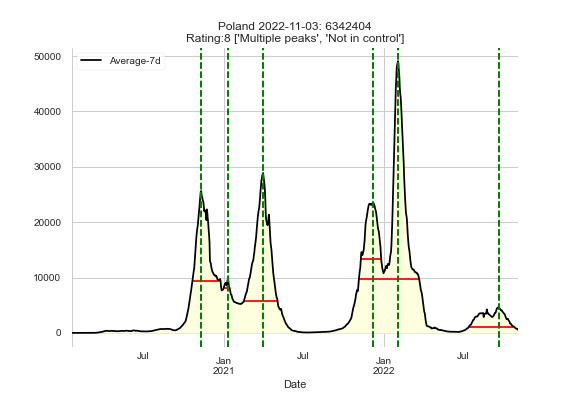 Poland 2022-11-03: 6342404
Rating:8 ['Multiple peaks', 'Not in control']
Average-7d
50000
40000
30000
20000
10000
0
Jul
Jan
2021
Jul
Jan
2022
Jul
Date